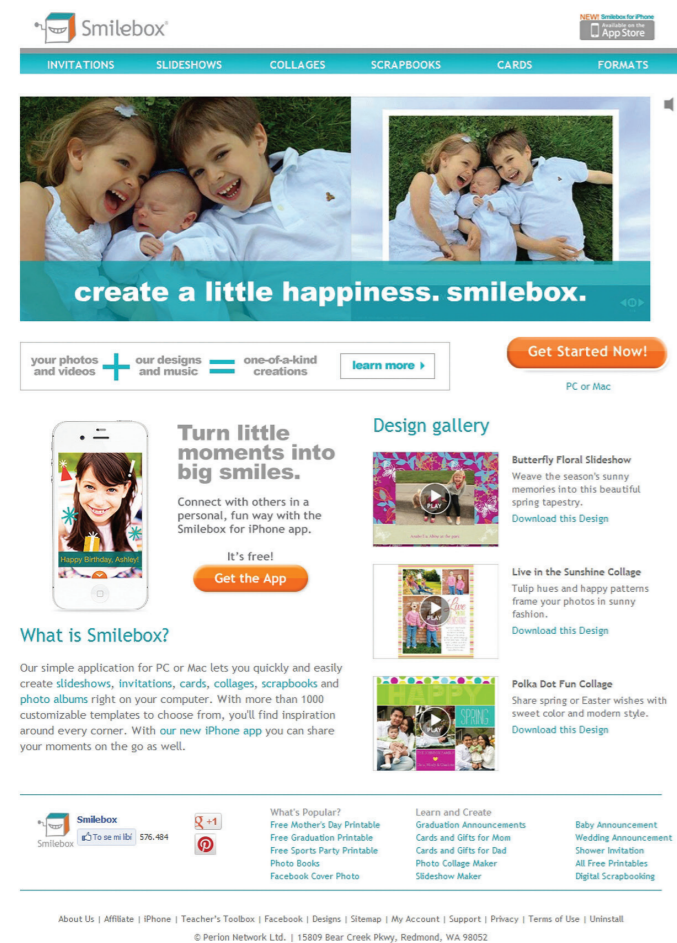 Smilebox
NEW! Smilebox for iPhone
Available on the
App Store
INVITATIONS SLIDESHOWS COLLAGES SCRAPBOOKS CARDS FORMATS
create a little happiness. smilebox.
your photos
and videos
+
our designs
and music
=
one-of-a-kind
creations
learn more
Get Started Now!
PC or Mac
Happy Birthday, Ashley!
Turn little
moments into
big smiles.
Connect with others in a
personal, fun way with the
Smilebox for iPhone app.
It's free!
Get the App
What is Smilebox?
Our simple application for PC or Mac lets you quickly and easily
create slideshows, invitations, cards, collages, scrapbooks and
photo albums right on your computer. With more than 1000
customizable templates to choose from, you'll find inspiration
around every corner. With our new iPhone app you can share
your moments on the go as well.
Design gallery
PLAY
Butterfly Floral Slideshow
Weave the season's sunny
memories into this beautiful
spring tapestry.
Download this Design
PLAY
Live in the Sunshine Collage
Tulip hues and happy patterns
frame your photos in sunny
fashion.
Download this Design
HAPPY
SPRING
PLAY
Polka Dot Fun Collage
Share spring or Easter wishes with
sweet color and modern style.
Download this Design
Smilebox
Smilebox
To se mi líbí 576.484
g +1
What's Popular?
Free Mother's Day Printable
Free Graduation Printable
Free Sports Party Printable
Photo Books
Facebook Cover Photo
Learn and Create
Graduation Announcements
Cards and Gifts for Mom
Cards and Gifts for Dad
Photo Collage Maker
Slideshow Maker
Baby Announcement
Wedding Announcement
Shower Invitation
All Free Printables
Digital Scrapbooking
About Us | Affiliate | iPhone | Teacher's Toolbox | Facebook | Designs | Sitemap | My Account | Support | Privacy | Terms of Use | Uninstall
© Perion Network Ltd. | 15809 Bear Creek Pkwy, Redmond, WA 98052